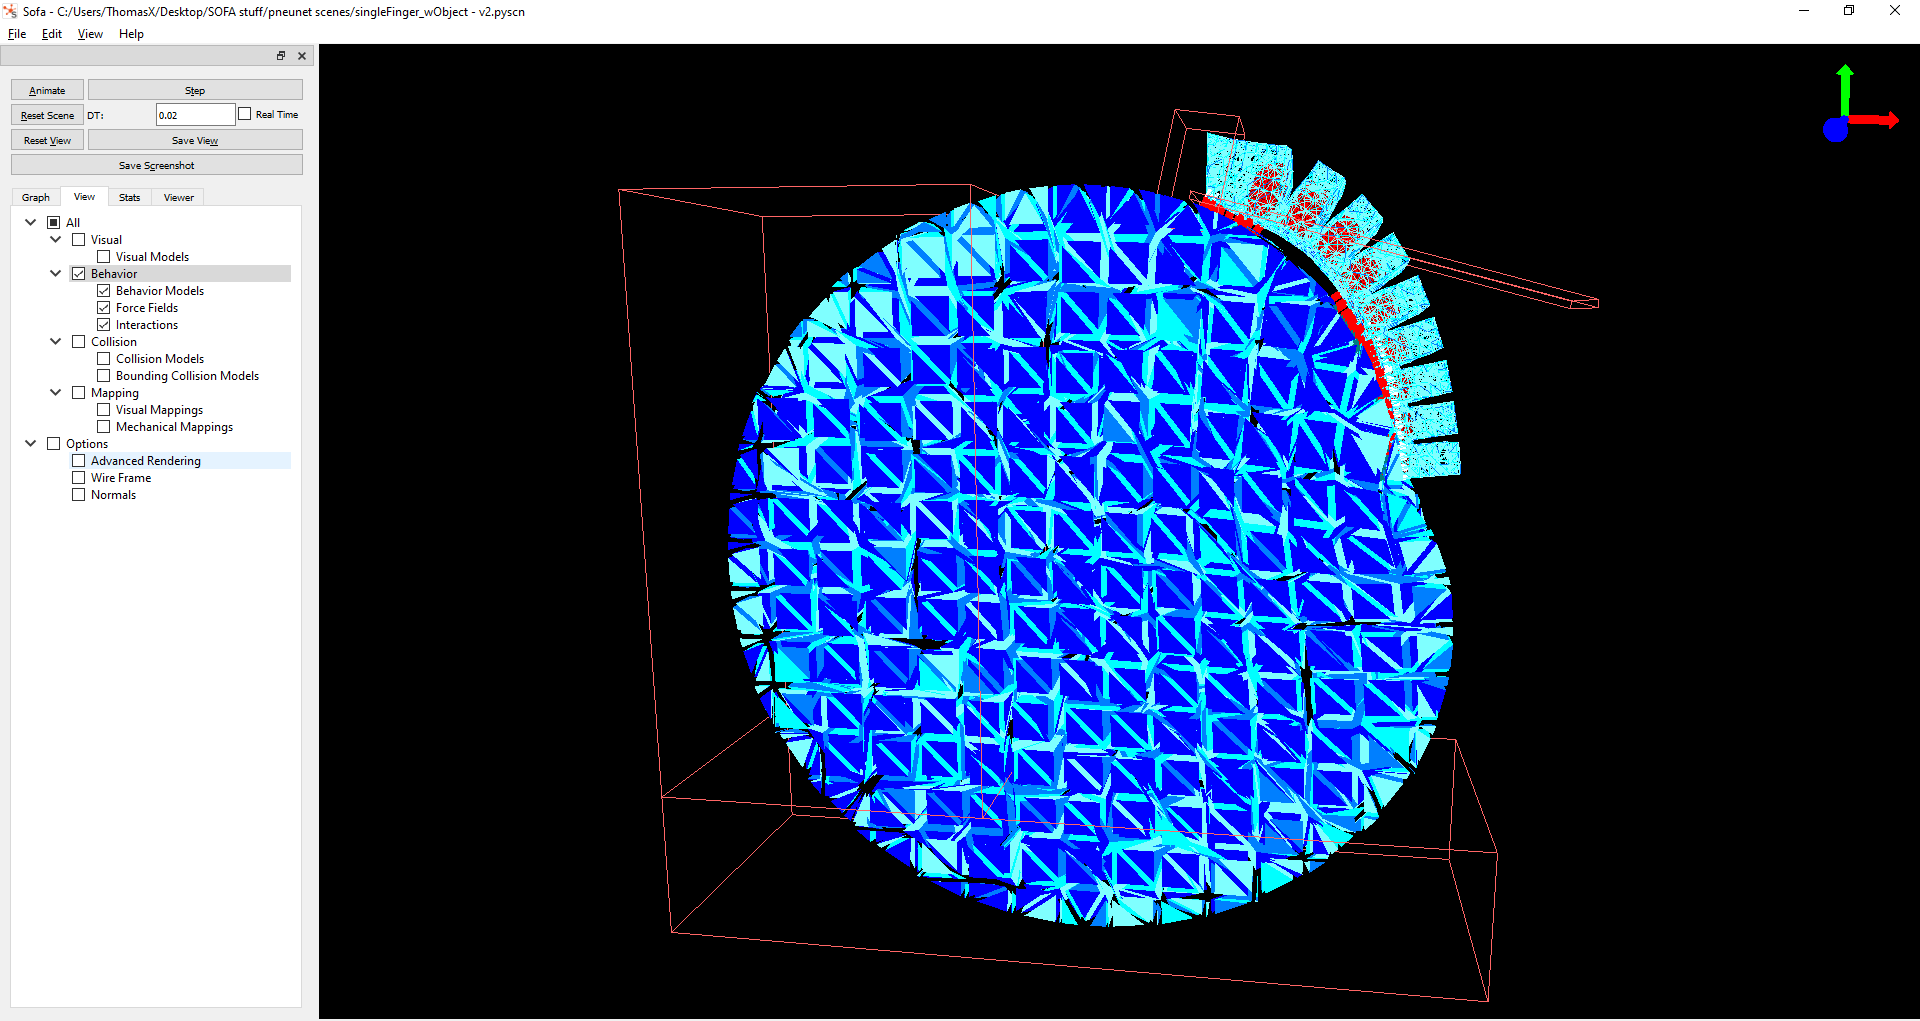 Sofa - C:/Users/ThomasX/Desktop/SOFA stuff/pneunet scenes/singleFinger_wObject - v2.pyscn
File Edit View Help
Animate Step
Reset Scene DT: 0.02 Real Time
Reset View Save View
Save Screenshot
Graph View Stats Viewer
All
Visual
Visual Models
Behavior
Behavior Models
Force Fields
Interactions
Collision
Collision Models
Bounding Collision Models
Mapping
Visual Mappings
Mechanical Mappings
Options
Advanced Rendering
Wire Frame
Normals